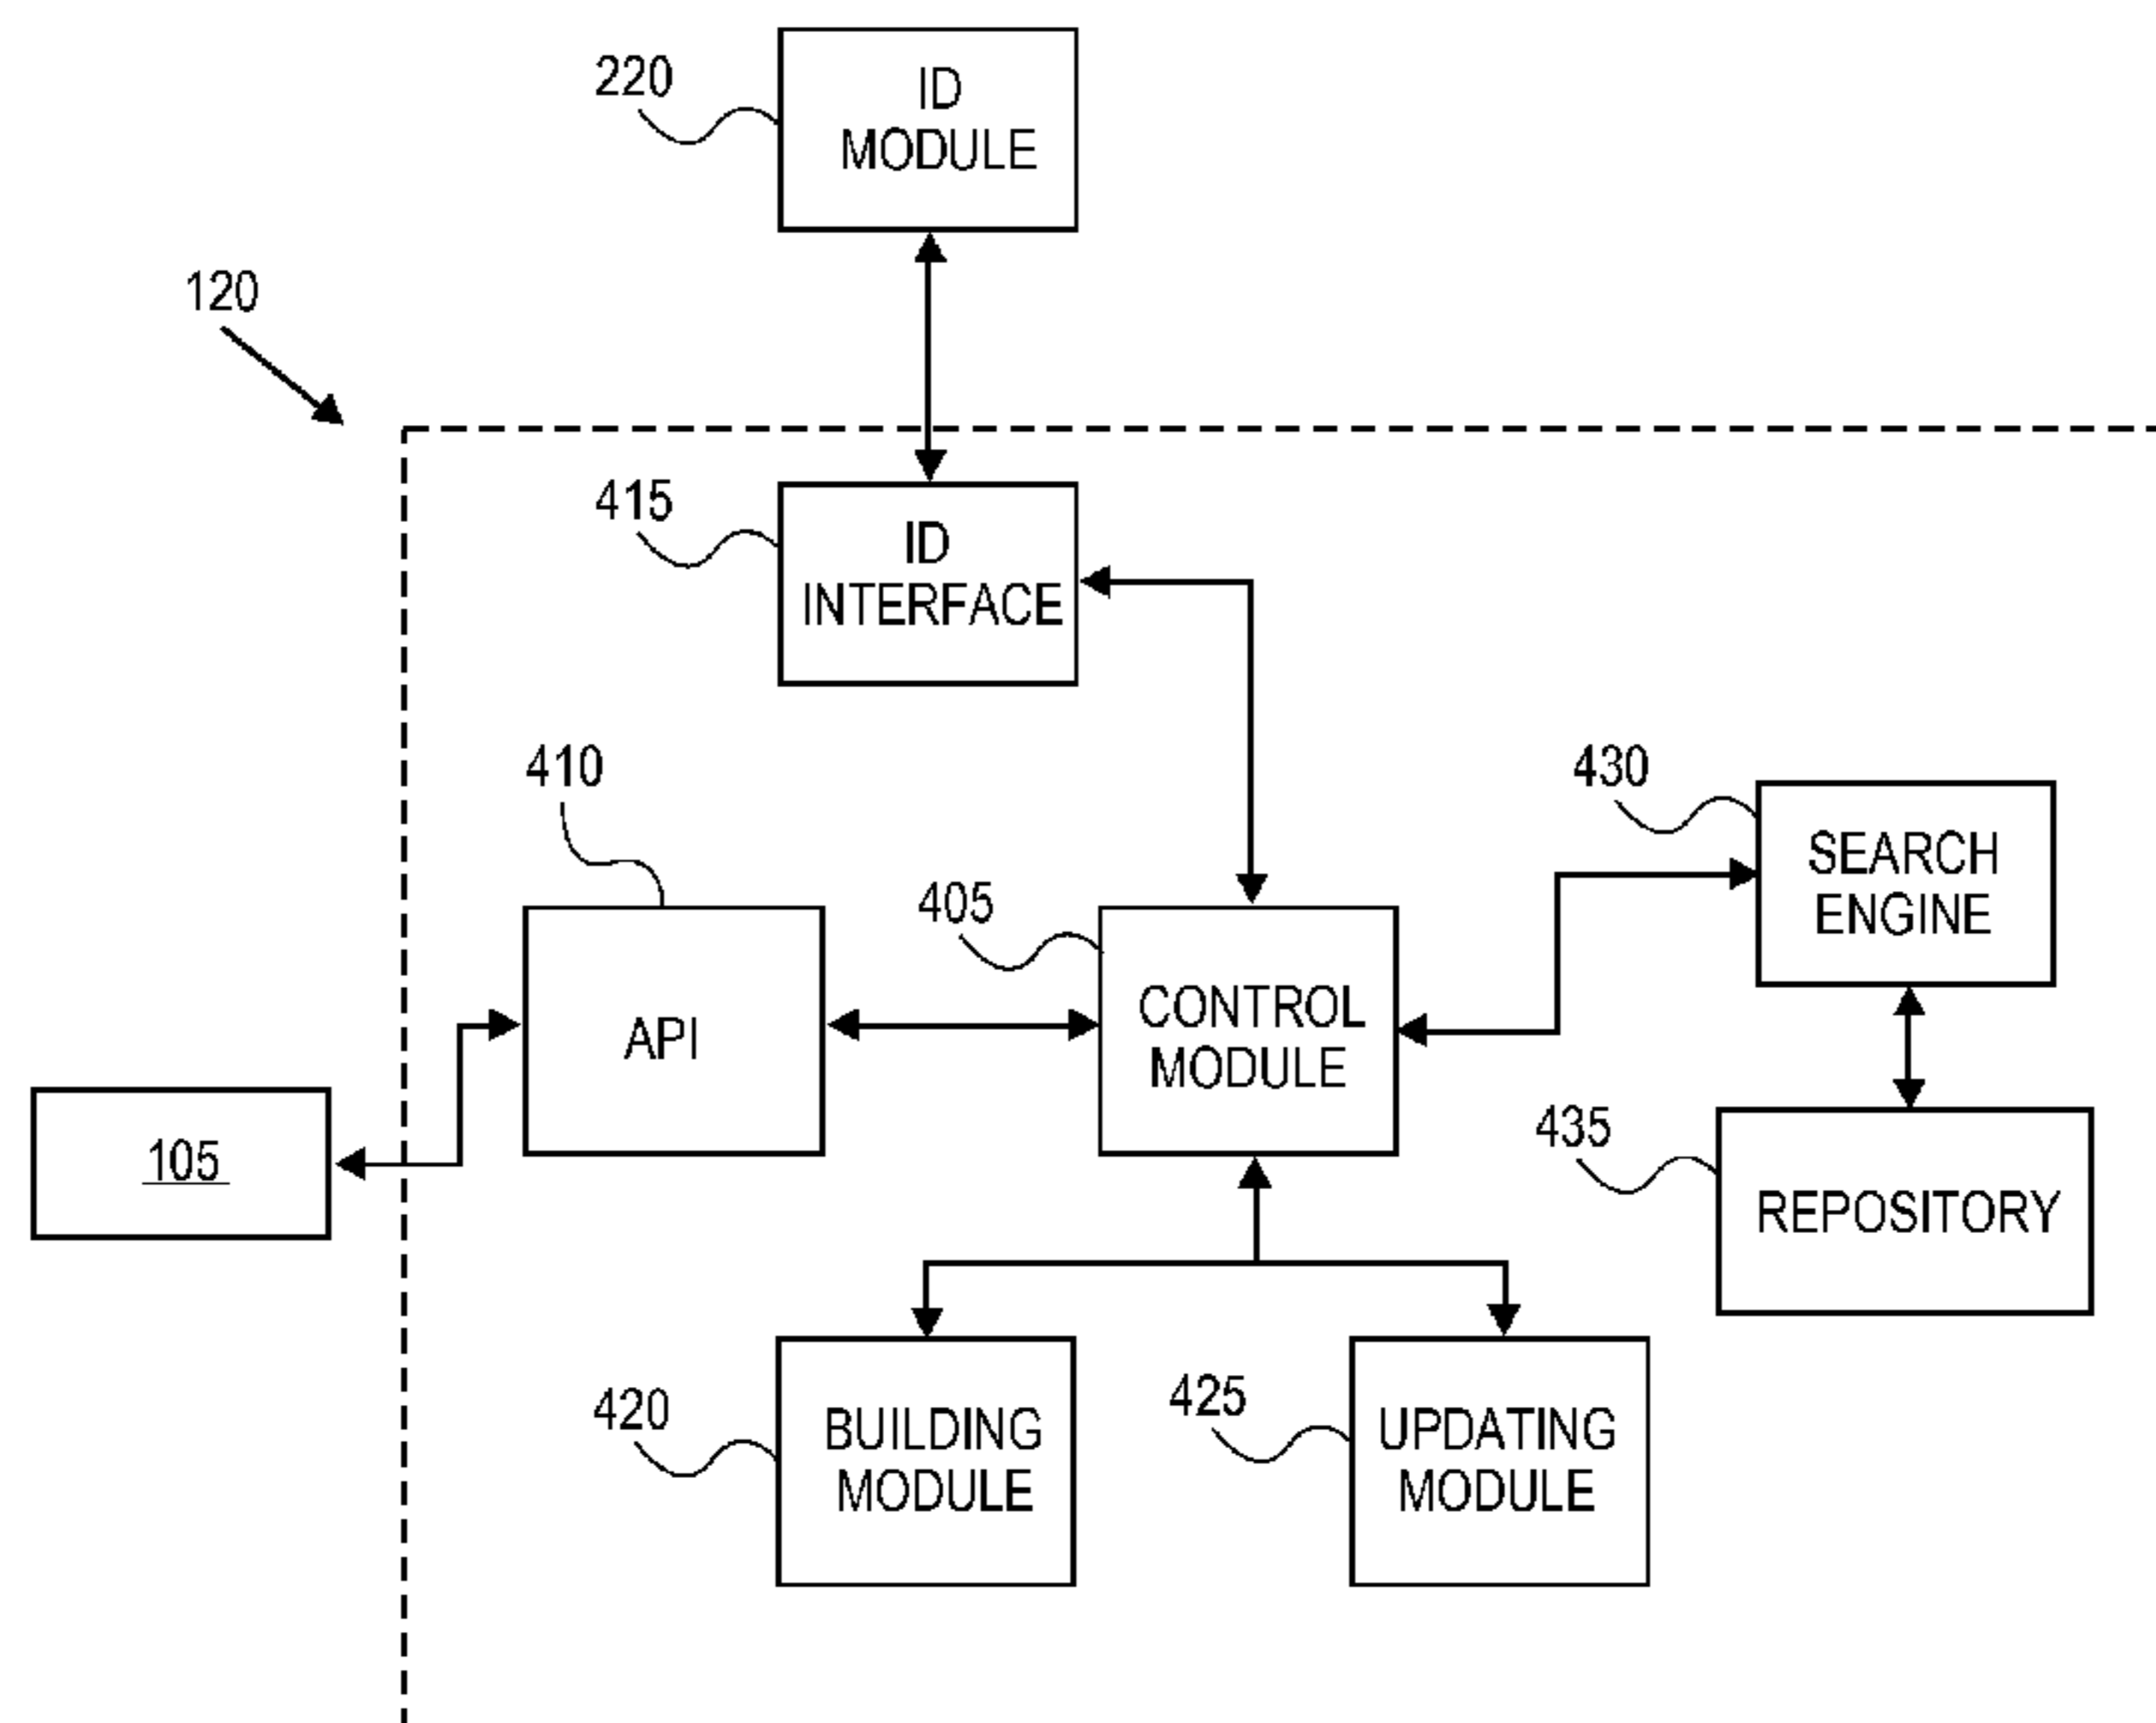 220
ID
MODULE
120
415
ID
INTERFACE
410
430
SEARCH
ENGINE
405
API
CONTROL
MODULE
105
435
REPOSITORY
420
BUILDING
MODULE
425
UPDATING
MODULE